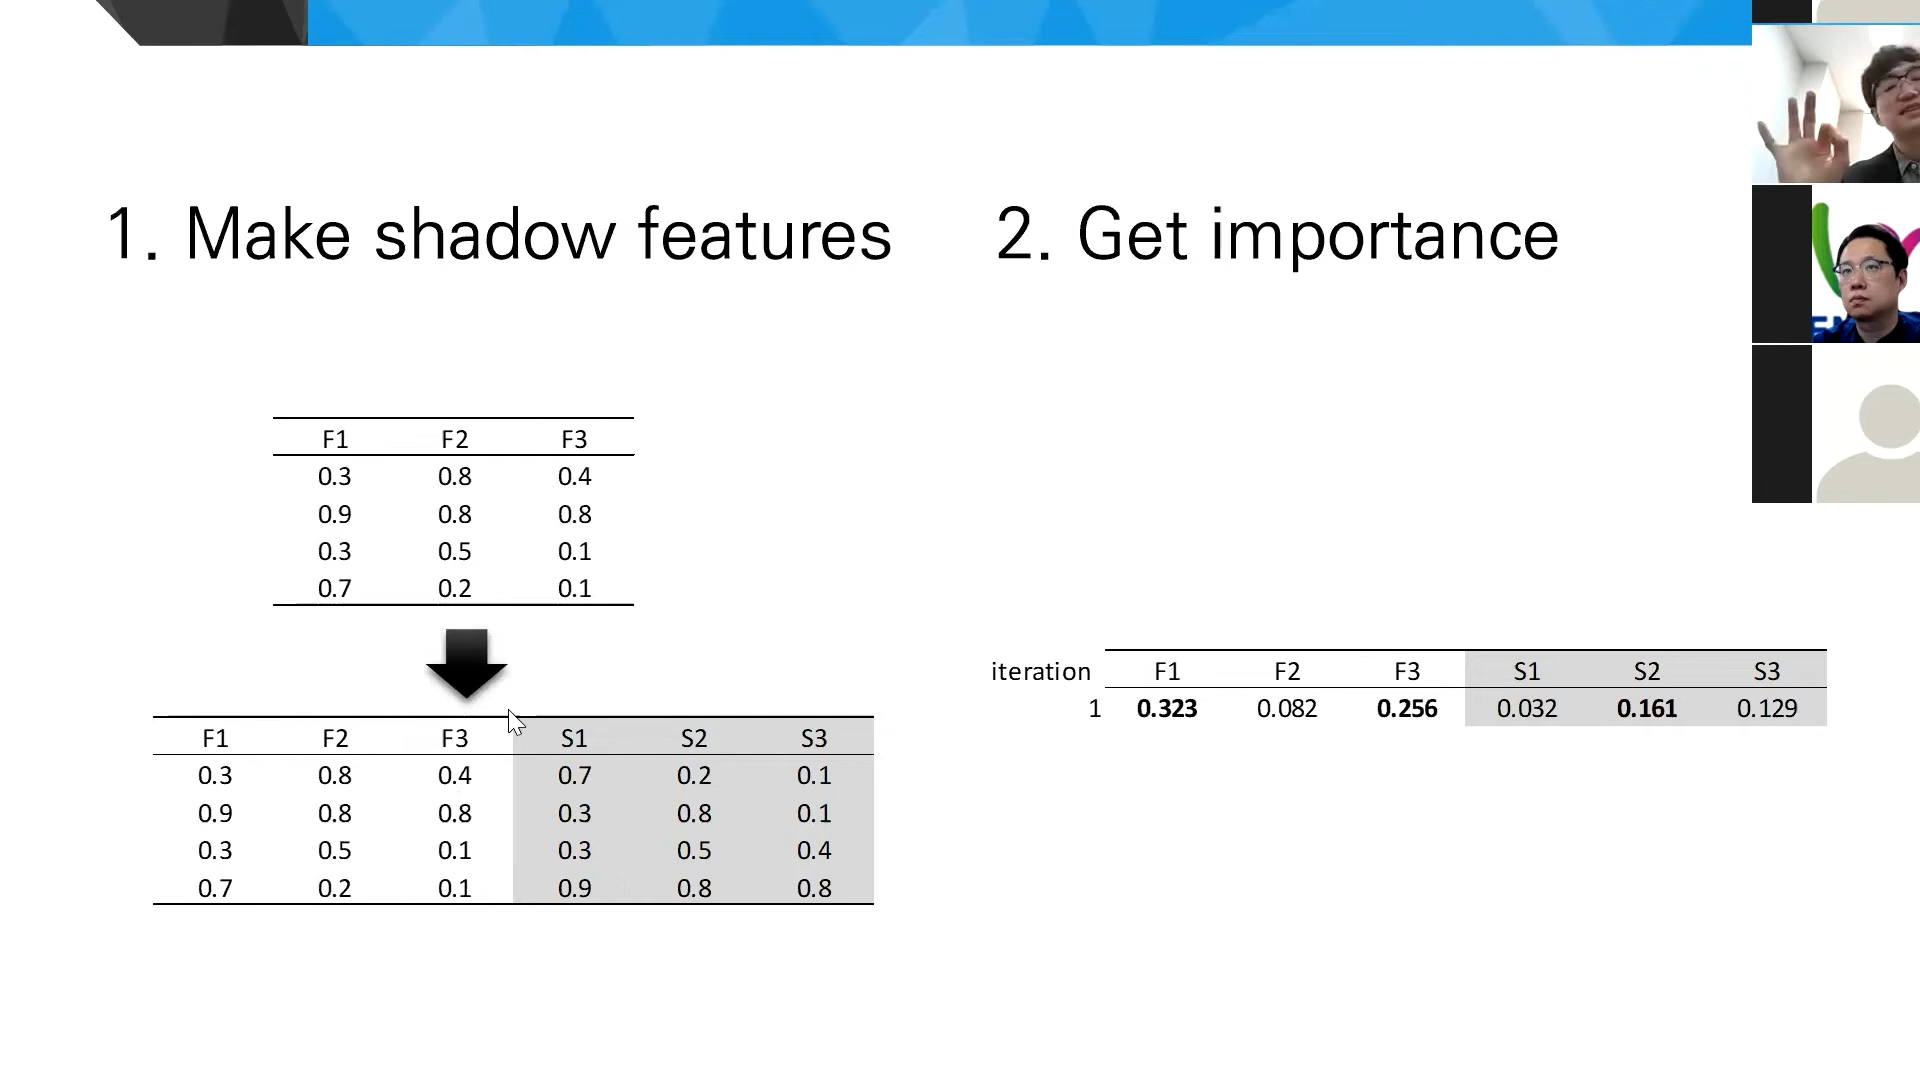 1. Make shadow features
2. Get importance
F1 F2 F3
0.3 0.8 0.4
0.9 0.8 0.8
0.3 0.5 0.1
0.7 0.2 0.1
F1 F2 F3 S1 S2 S3
0.3 0.8 0.4 0.7 0.2 0.1
0.9 0.8 0.8 0.3 0.8 0.1
0.3 0.5 0.1 0.3 0.5 0.4
0.7 0.2 0.1 0.9 0.8 0.8
iteration F1 F2 F3 S1 S2 S3
1 0.323 0.082 0.256 0.032 0.161 0.129